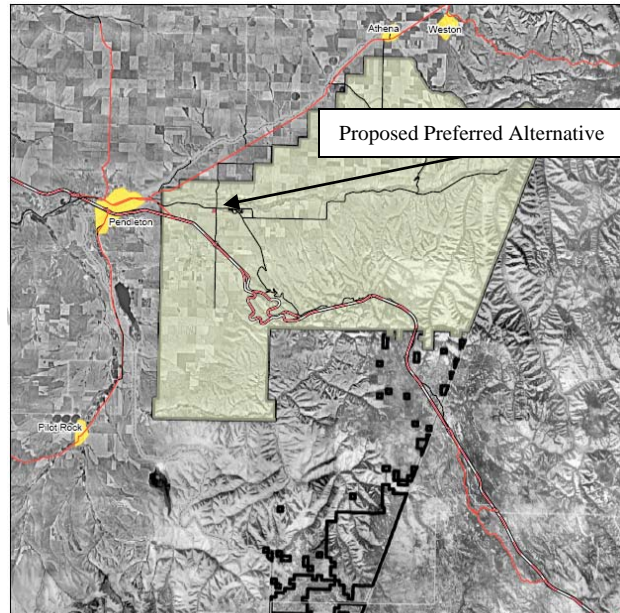 Athena
Weston
Proposed Preferred Alternative
Pendleton
Pilot Rock